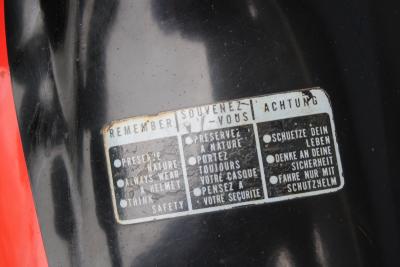 REMEMBER
PRESERVE
NATURE
ALWAYS WEAR
A HELMET
THINK
SAFETY
SOUVENEZ
-VOUS
PRESERVEZ
A NATURE
PORTEZ
TOUJOURS
VOTRE CASQUE
PENSEZ A
VOTRE SECURITE
ACHTUNG
SCHUETZE DEIN
LEBEN
DENKE AN DEINE
SICHERHEIT
FAHRE NUR MIT
SCHUTZHELM